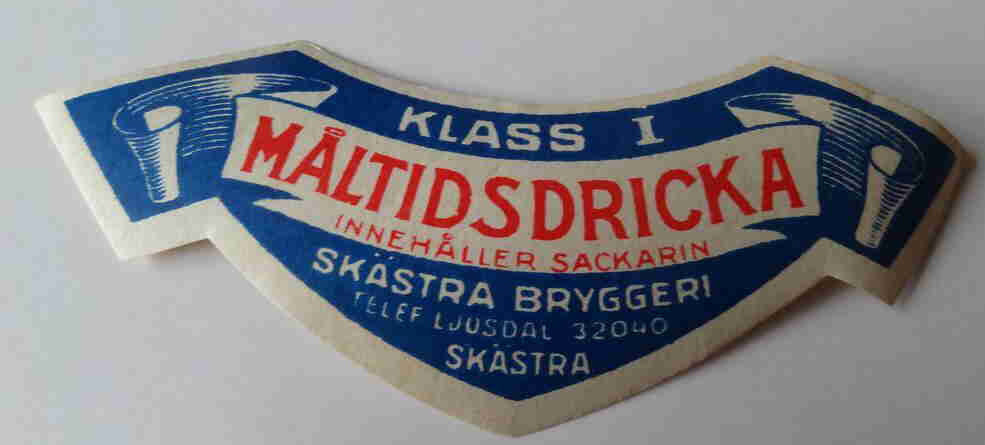 KLASS I
MÅLTIDSDRICKA
INNEHÅLLER SACKARIN
SKÄSTRA BRYGGERI
TELEF LJUSDAL 32040
SKÄSTRA